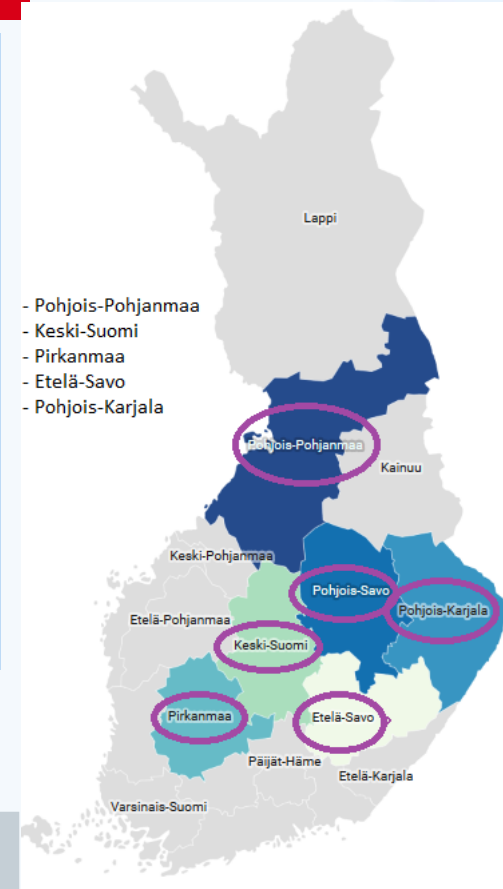 Lappi
- Pohjois-Pohjanmaa
- Keski-Suomi
- Pirkanmaa
- Etelä-Savo
- Pohjois-Karjala
Pohjois-Pohjanmaa
Kainuu
Keski-Pohjanmaa
Pohjois-Savo
Pohjois-Karjala
Etelä-Pohjanmaa
Keski-Suomi
Pirkanmaa
Etelä-Savo
Päijät-Häme
Etelä-Karjala
Varsinais-Suomi